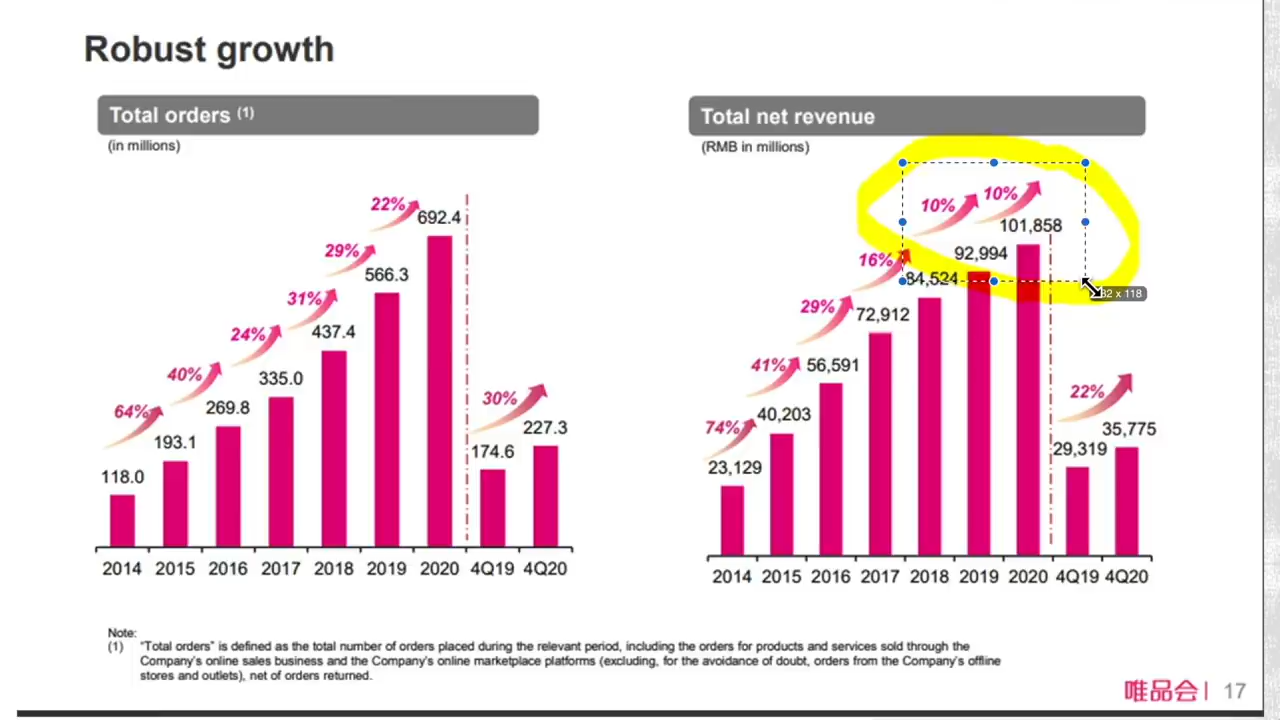 Robust growth
Total orders (1)
(in millions)
22%
692.4
29%
566.3
31%
437.4
24%
335.0
40%
269.8
64%
193.1
118.0
30%
227.3
174.6
2014 2015 2016 2017 2018 2019 2020 4Q19 4Q20
Total net revenue
(RMB in millions)
10% 10%
101,858
92,994
16%
84,524
29%
72,912
41%
56,591
40,203
74%
23,129
22%
35,775
29,319
2014 2015 2016 2017 2018 2019 2020 4Q19 4Q20
Note:
(1) "Total orders" is defined as the total number of orders placed during the relevant period, including the orders for products and services sold through the
Company's online sales business and the Company's online marketplace platforms (excluding, for the avoidance of doubt, orders from the Company's offline
stores and outlets), net of orders returned.
唯品会 17